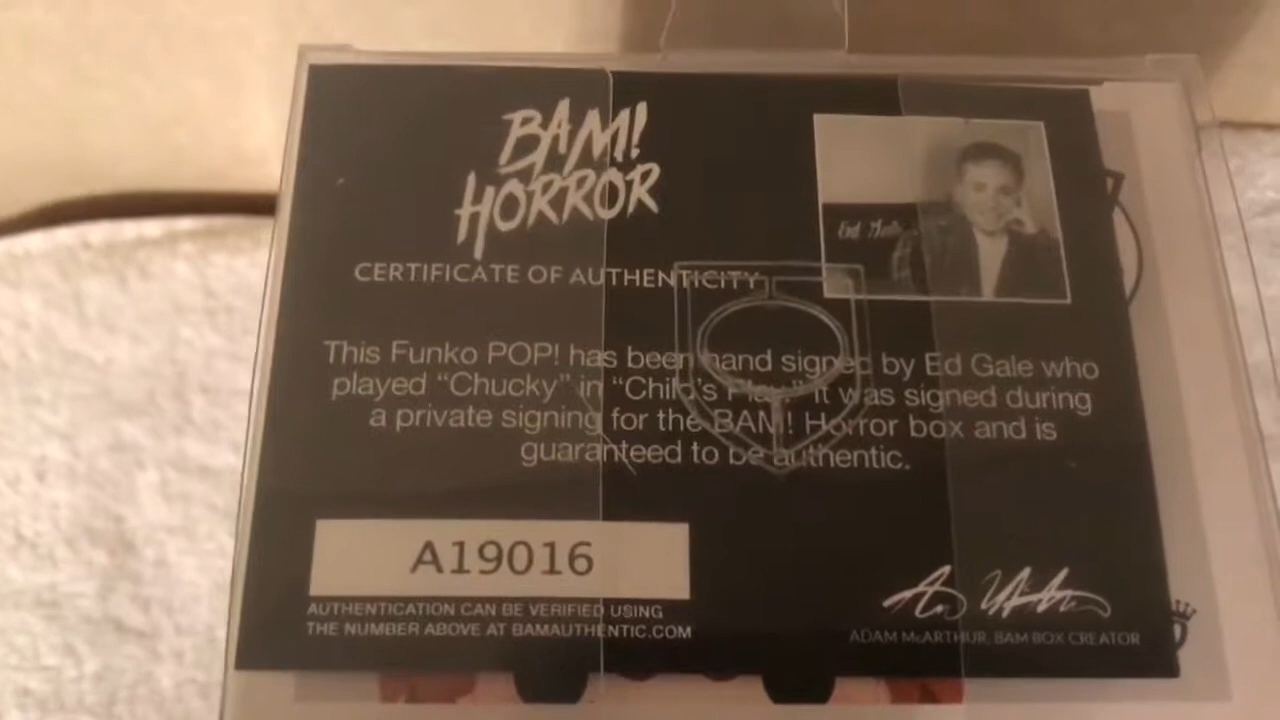 BAM!
HORROR
Ed Gale
CERTIFICATE OF AUTHENTICITY
This Funko POP! has been hand signed by Ed Gale who
played “Chucky” in “Child's Play.” It was signed during
a private signing for the BAM! Horror box and is
guaranteed to be authentic.
A19016
AUTHENTICATION CAN BE VERIFIED USING
THE NUMBER ABOVE AT BAMAUTHENTIC.COM
ADAM McARTHUR, BAM BOX CREATOR